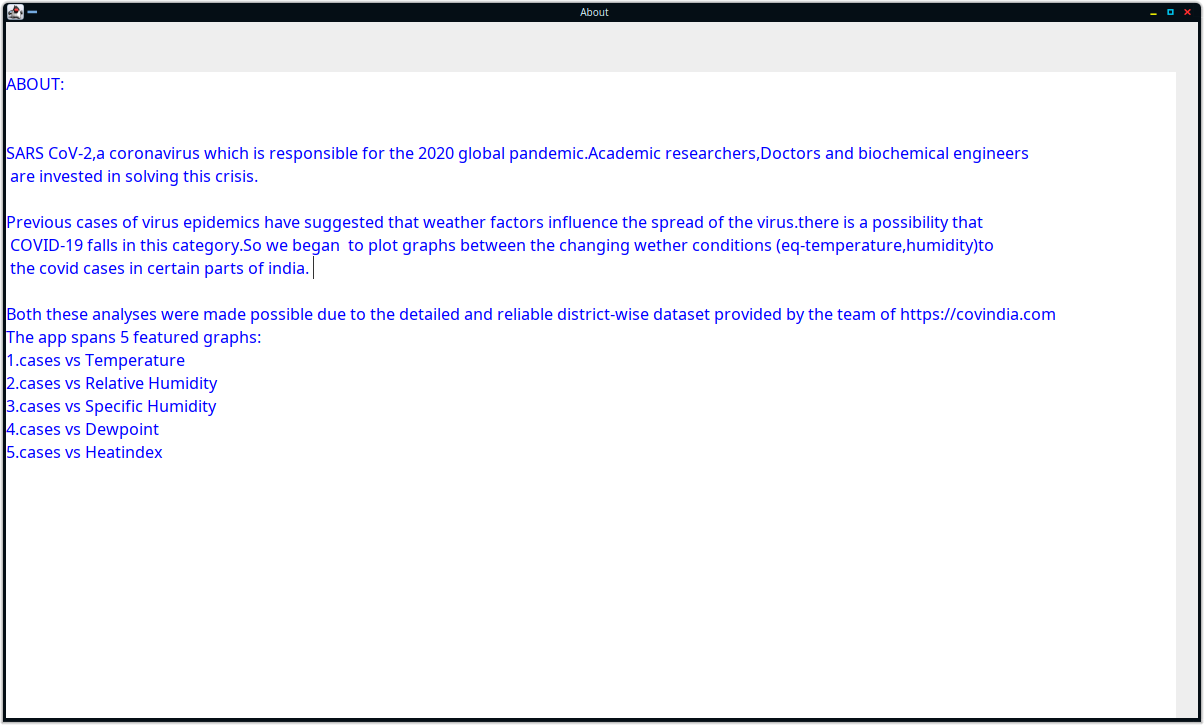 About
ABOUT:
SARS CoV-2,a coronavirus which is responsible for the 2020 global pandemic.Academic researchers,Doctors and biochemical engineers
are invested in solving this crisis.
Previous cases of virus epidemics have suggested that weather factors influence the spread of the virus.there is a possibility that
COVID-19 falls in this category.So we began  to plot graphs between the changing wether conditions (eq-temperature,humidity)to
the covid cases in certain parts of india.
Both these analyses were made possible due to the detailed and reliable district-wise dataset provided by the team of https://covindia.com
The app spans 5 featured graphs:
1.cases vs Temperature
2.cases vs Relative Humidity
3.cases vs Specific Humidity
4.cases vs Dewpoint
5.cases vs Heatindex